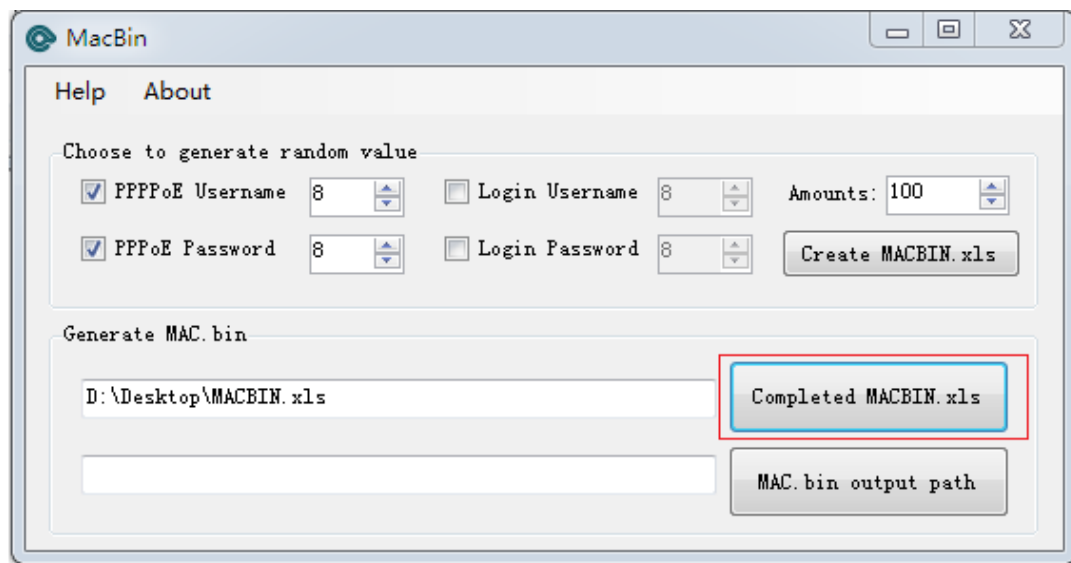 MacBin
Help About
Choose to generate random value
PPPPoE Username 8 Login Username 8 Amounts: 100
PPPoE Password 8 Login Password 8 Create MACBIN.xls
Generate MAC.bin
D:\Desktop\MACBIN.xls Completed MACBIN.xls
MAC.bin output path